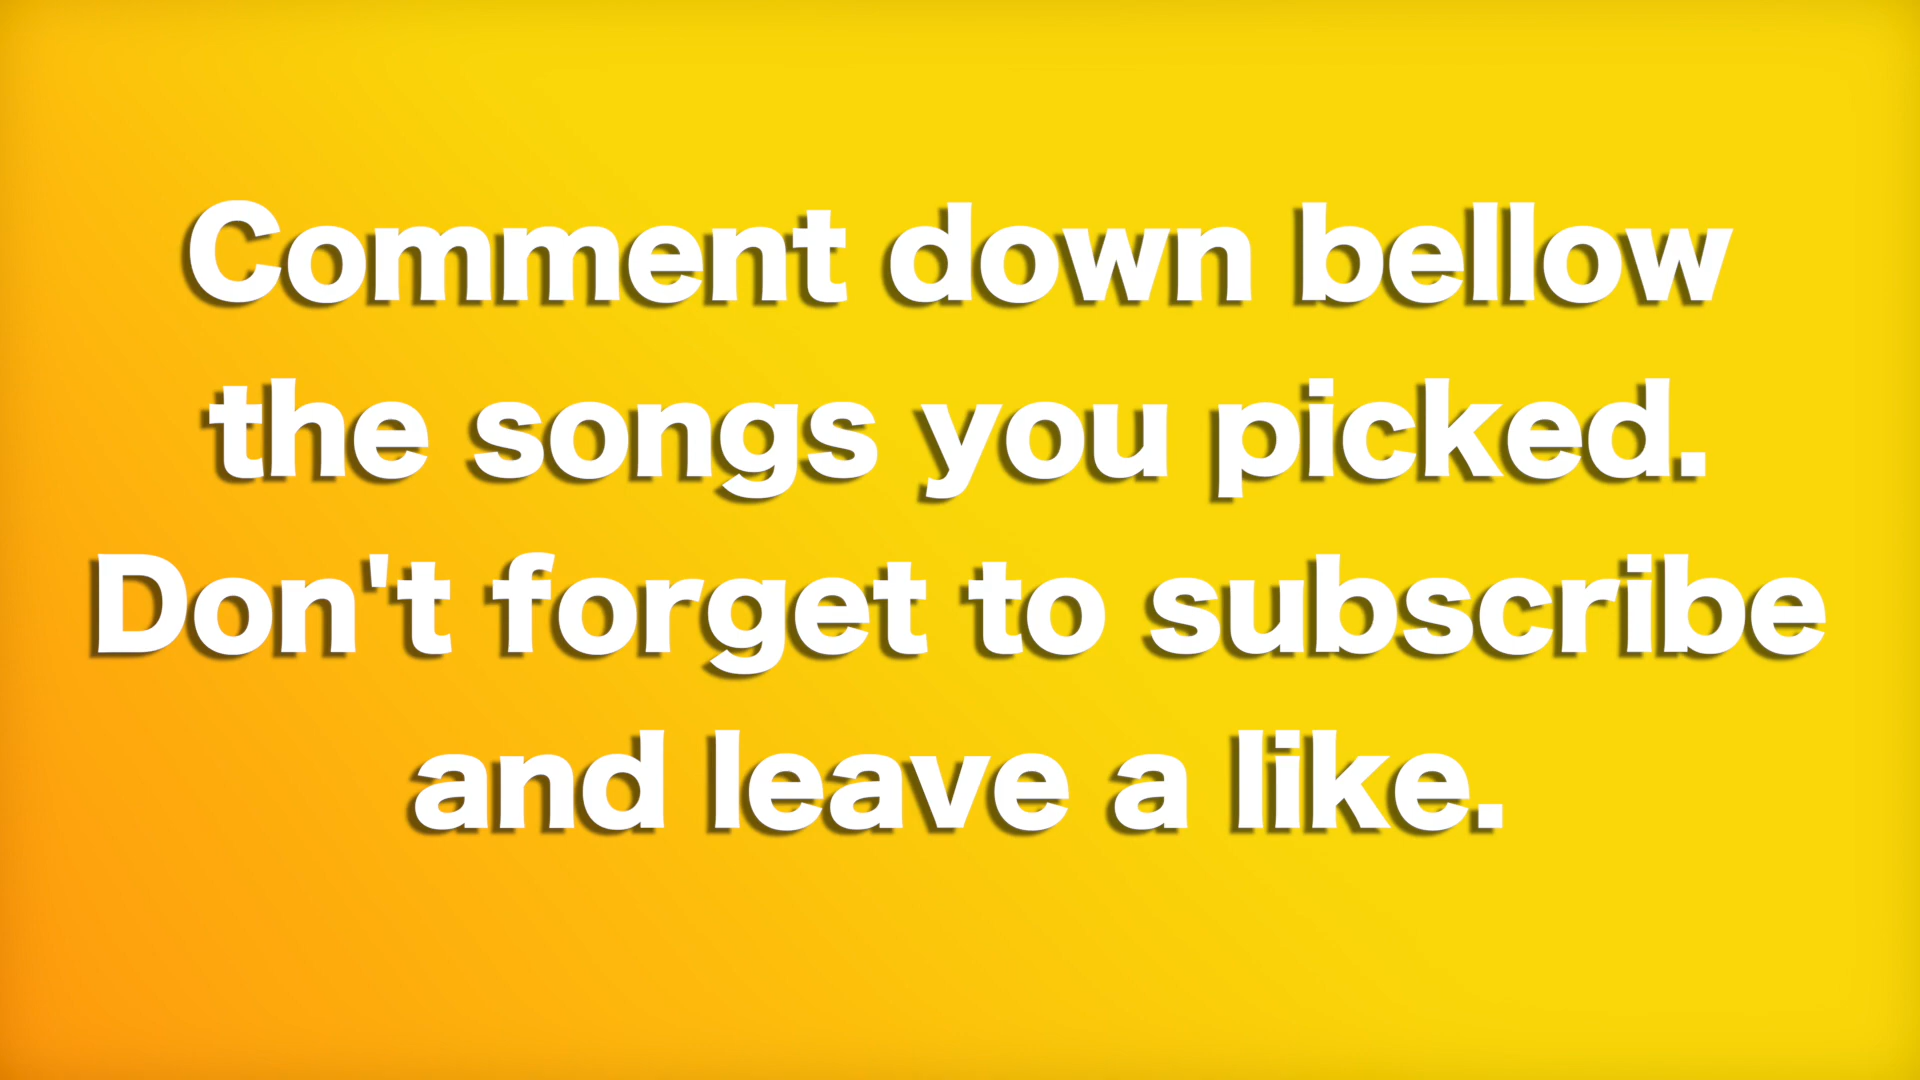 Comment down bellow
the songs you picked.
Don't forget to subscribe
and leave a like.